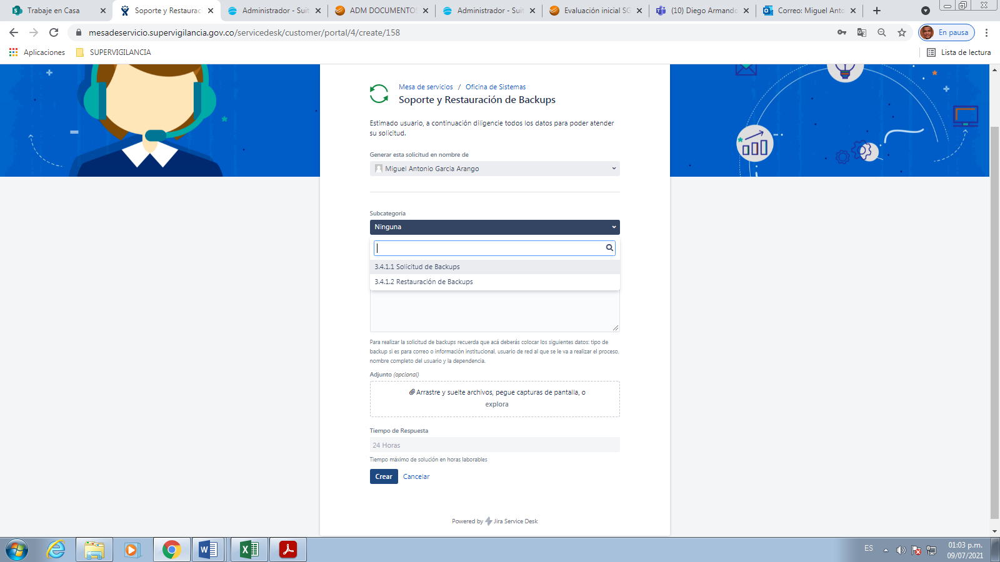 Trabaje en Casa
Soporte y Restaurac
Administrador - Suit
ADM DOCUMENTO
Administrador - Suit
Evaluación inicial SG
(10) Diego Armando
Correo: Miguel Anto
mesadeservicio.supervigilancia.gov.co/servicedesk/customer/portal/4/create/158
En pausa
Aplicaciones
SUPERVIGILANCIA
Lista de lectura
Mesa de servicios / Oficina de Sistemas
Soporte y Restauración de Backups
Estimado usuario, a continuación diligencie todos los datos para poder atender
su solicitud.
Generar esta solicitud en nombre de
Miguel Antonio Garcia Arango
Subcategoría
Ninguna
3.4.1.1 Solicitud de Backups
3.4.1.2 Restauración de Backups
Para realizar la solicitud de backups recuerda que acá deberás colocar los siguientes datos: tipo de
backup si es para correo o información institucional, usuario de red al que se le va a realizar el proceso,
nombre completo del usuario y la dependencia.
Adjunto (opcional)
Arrastre y suelte archivos, pegue capturas de pantalla, o
explora
Tiempo de Respuesta
24 Horas
Tiempo máximo de solución en horas laborables
Crear
Cancelar
Powered by Jira Service Desk
ES
01:03 p.m.
09/07/2021